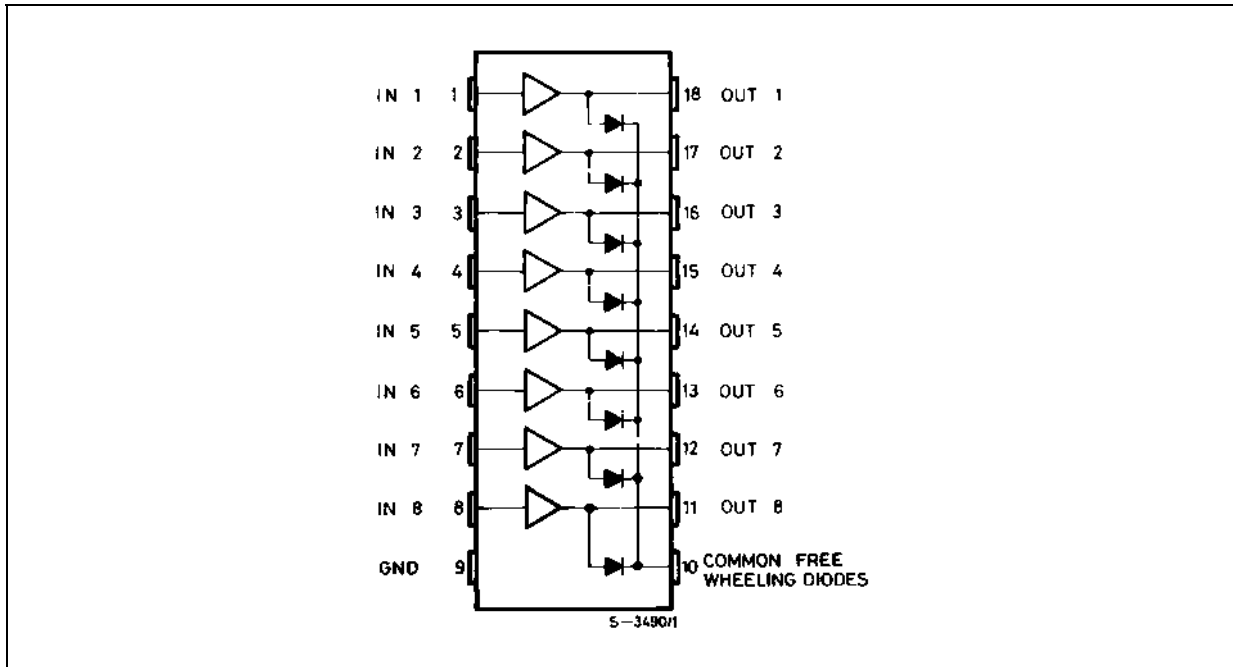 IN 1 1 18 OUT 1
IN 2 2 17 OUT 2
IN 3 3 16 OUT 3
IN 4 4 15 OUT 4
IN 5 5 14 OUT 5
IN 6 6 13 OUT 6
IN 7 7 12 OUT 7
IN 8 8 11 OUT 8
GND 9 10 COMMON FREE
WHEELING DIODES
S-3490/1